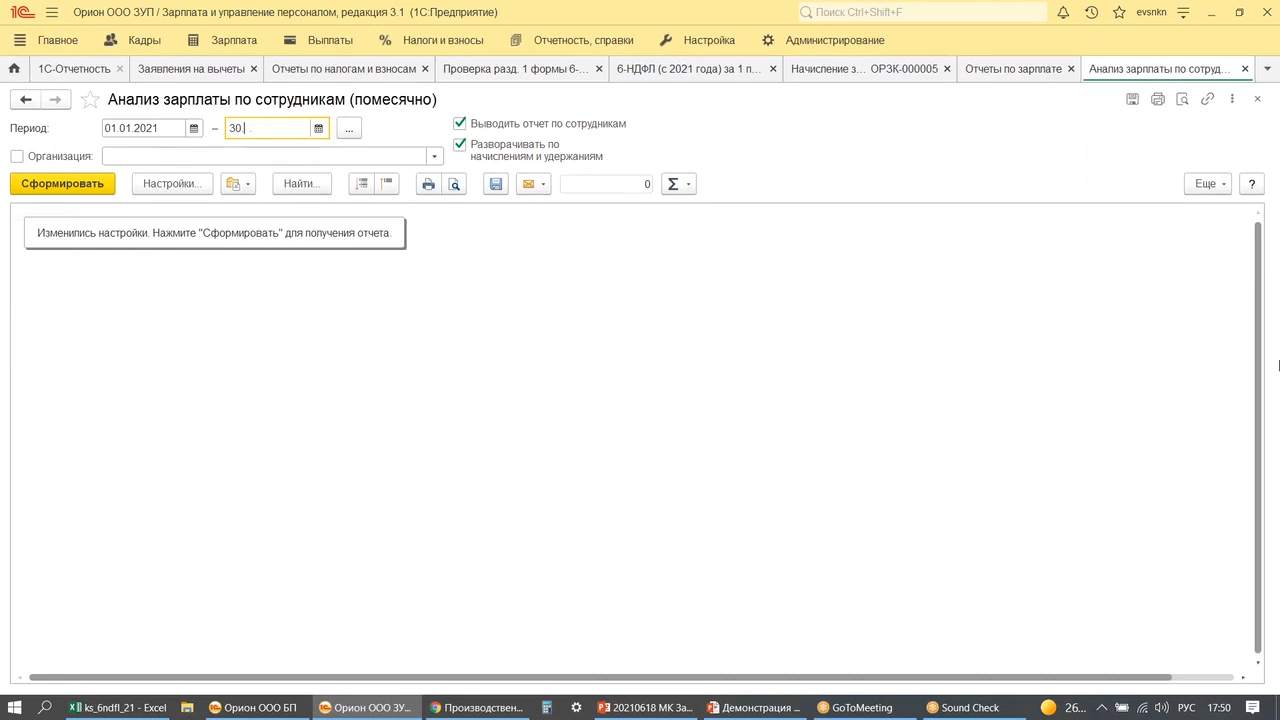 Орион ООО ЗУП / Зарплата и управление персоналом, редакция 3.1 (1С:Предприятие)
Поиск Ctrl+Shift+F
evsnkn
Главное Кадры Зарплата Выплаты Налоги и взносы Отчетность, справки Настройка Администрирование
1С-Отчетность Заявления на вычеты Отчеты по налогам и взносам Проверка разд. 1 формы 6-... 6-НДФЛ (с 2021 года) за 1 п... Начисление з... ОРЗК-000005 Отчеты по зарплате Анализ зарплаты по сотруд...
Анализ зарплаты по сотрудникам (помесячно)
Период: 01.01.2021 – 30. . ...
Выводить отчет по сотрудникам
Разворачивать по
начислениям и удержаниям
Организация:
Сформировать Настройки... Найти... 0 Σ Еще ?
Изменились настройки. Нажмите "Сформировать" для получения отчета.
ks_6ndfl_21 - Excel Орион ООО БП Орион ООО ЗУ... Производствен... 20210618 МК За... Демонстрация ... GoToMeeting Sound Check 26... РУС 17:50